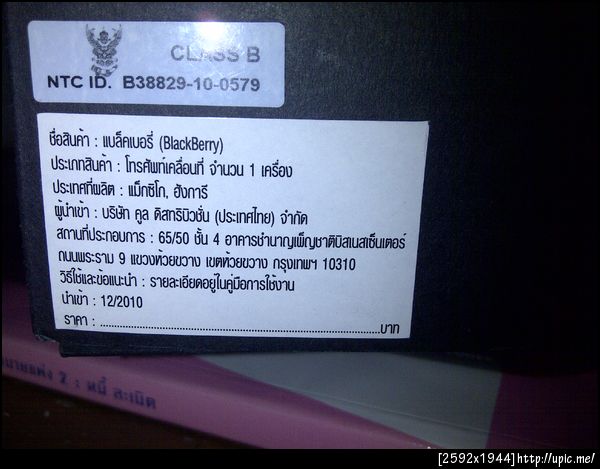 CLASS B
NTC ID. B38829-10-0579
ชื่อสินค้า : แบล็คเบอรี่ (BlackBerry)
ประเภทสินค้า : โทรศัพท์เคลื่อนที่ จำนวน 1 เครื่อง
ประเทศที่ผลิต : แม็กซิโก, ฮังการี
ผู้นำเข้า : บริษัท คูล ดิสทริบิวชั่น (ประเทศไทย) จำกัด
สถานที่ประกอบการ : 65/50 ชั้น 4 อาคารชำนาญเพ็ญชาติบิสเนสเซ็นเตอร์
ถนนพระราม 9 แขวงห้วยขวาง เขตห้วยขวาง กรุงเทพฯ 10310
วิธีใช้และข้อแนะนำ : รายละเอียดอยู่ในคู่มือการใช้งาน
นำเข้า : 12/2010
ราคา : ......................................................................บาท
2 : หนี้ ละเมิด
[2592x1944]http://upic.me/